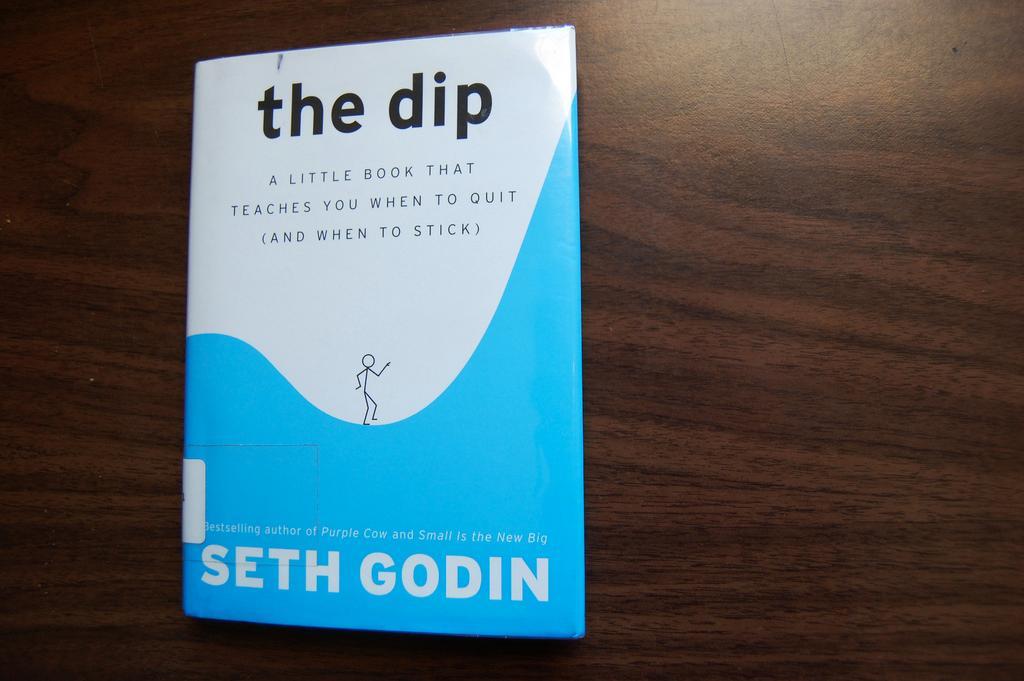 the dip
A LITTLE BOOK THAT
TEACHES YOU WHEN TO QUIT
(AND WHEN TO STICK)
Bestselling author of Purple Cow and Small Is the New Big
SETH GODIN